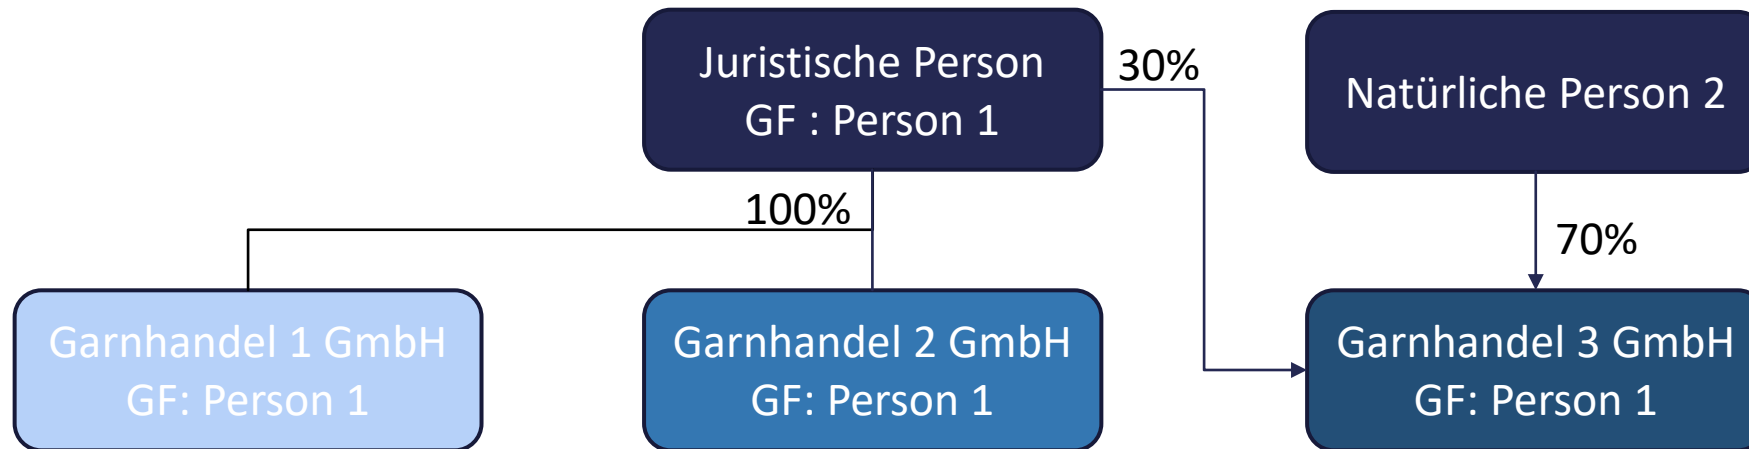 Juristische Person
GF : Person 1
30%
Natürliche Person 2
100%
70%
Garnhandel 1 GmbH
GF: Person 1
Garnhandel 2 GmbH
GF: Person 1
Garnhandel 3 GmbH
GF: Person 1